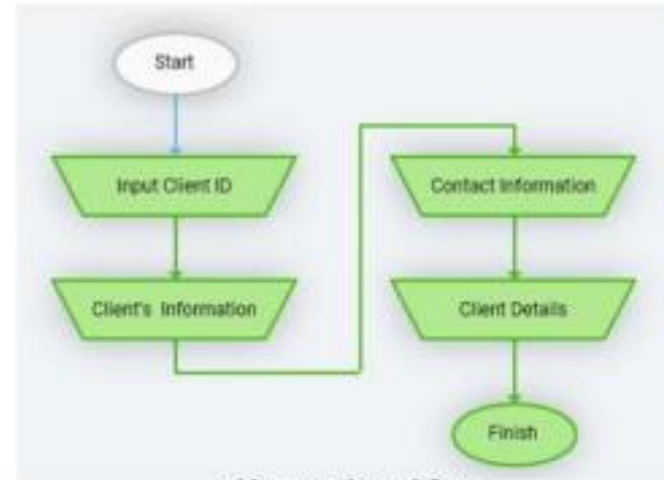 Start
Input Client ID
Client's Information
Contact Information
Client Details
Finish